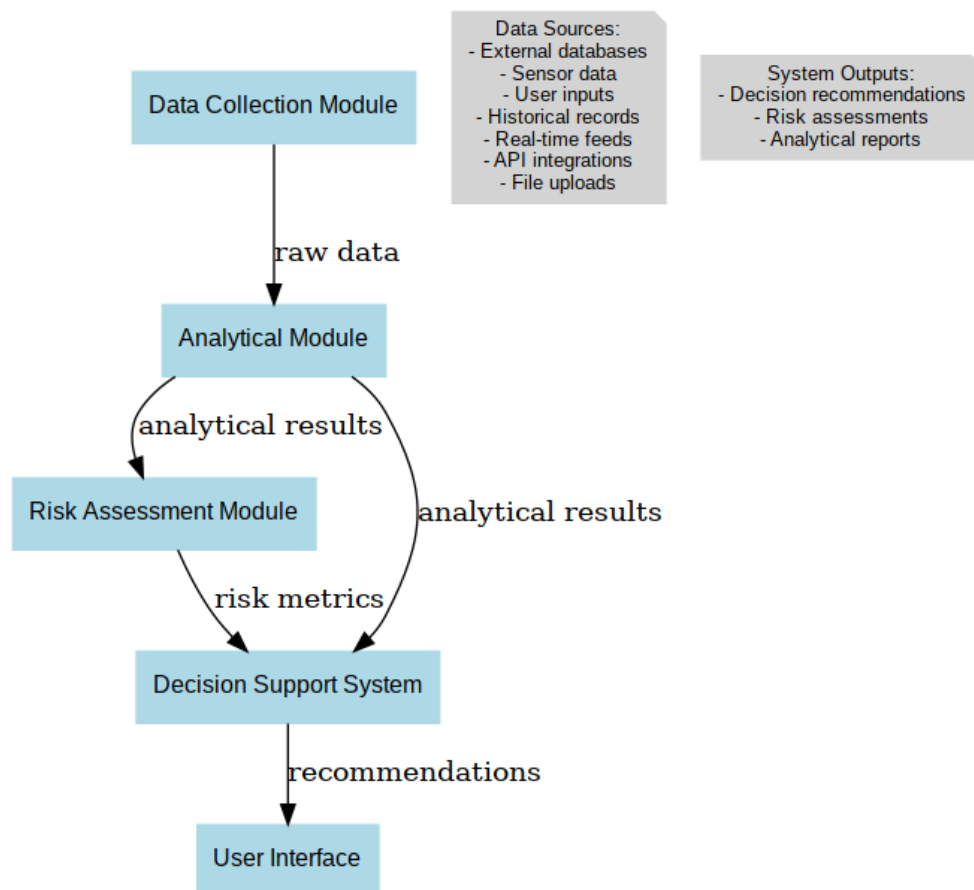 Data Collection Module
Data Sources:
- External databases
- Sensor data
- User inputs
- Historical records
- Real-time feeds
- API integrations
- File uploads
System Outputs:
- Decision recommendations
- Risk assessments
- Analytical reports
raw data
Analytical Module
analytical results
Risk Assessment Module
analytical results
risk metrics
Decision Support System
recommendations
User Interface